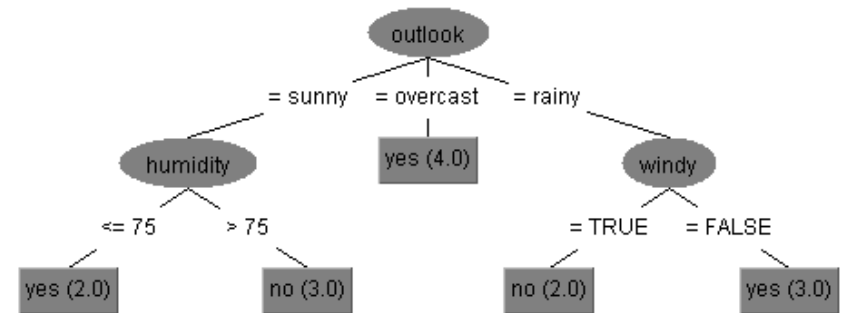 outlook
= sunny = overcast = rainy
humidity yes (4.0) windy
<= 75 > 75 = TRUE = FALSE
yes (2.0) no (3.0) no (2.0) yes (3.0)